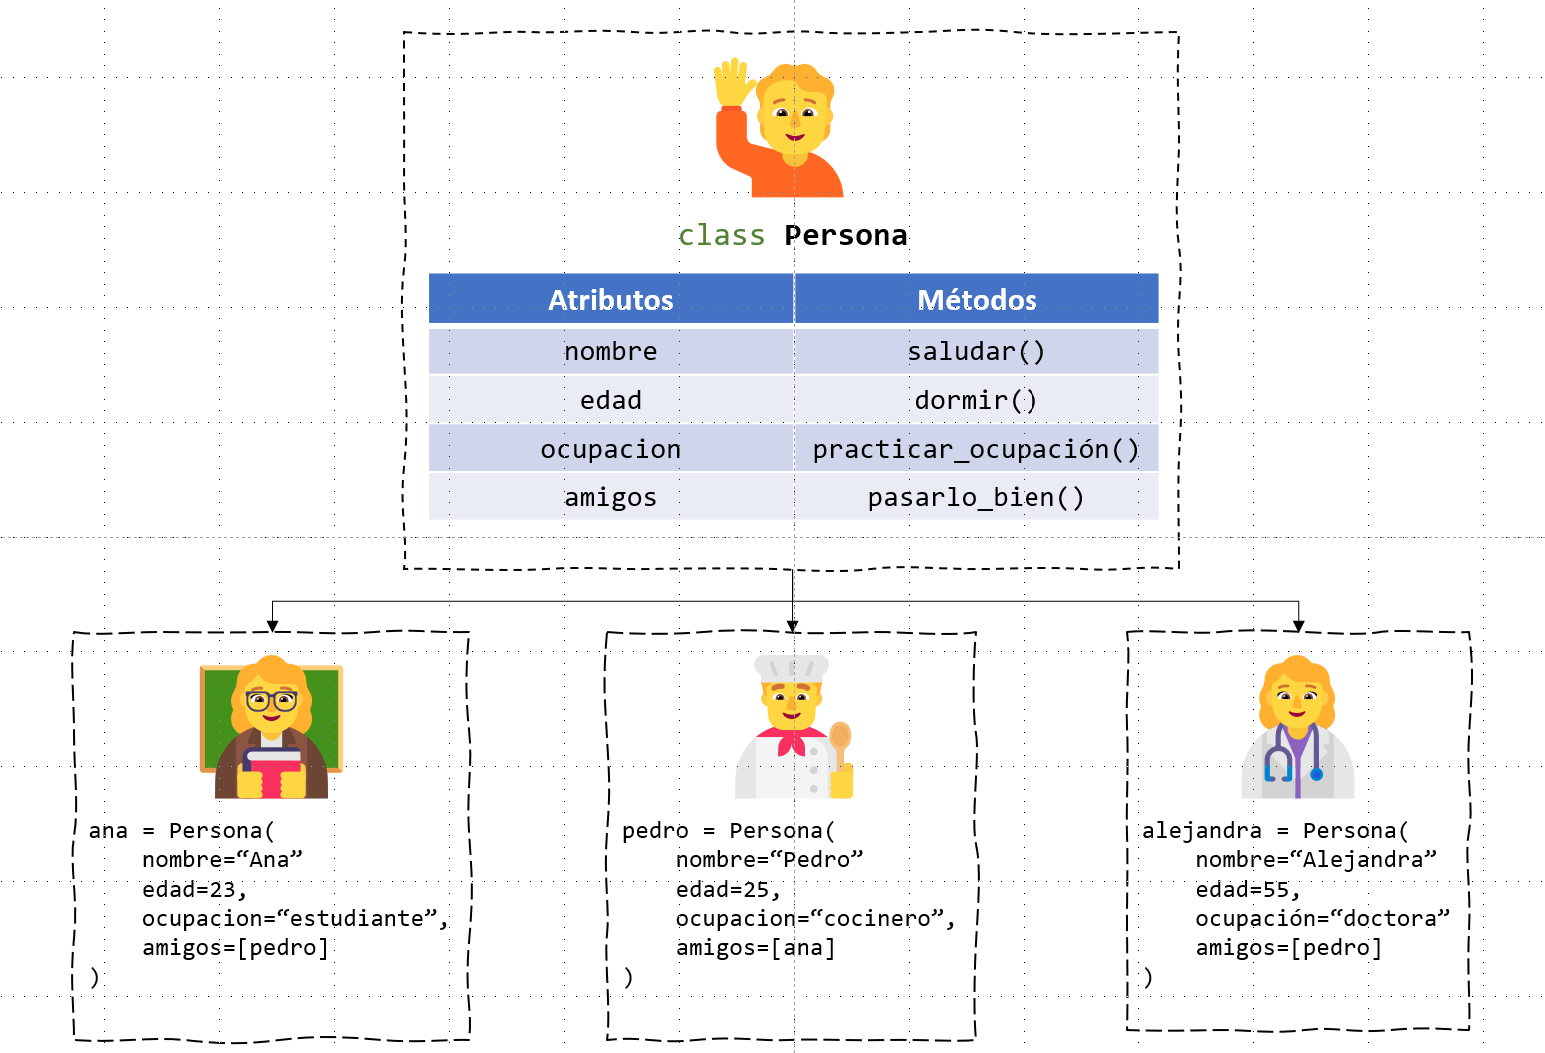 class Persona
Atributos Métodos
nombre saludar()
edad dormir()
ocupacion practicar_ocupación()
amigos pasarlo_bien()
ana = Persona(
nombre=“Ana”
edad=23,
ocupacion=“estudiante”,
amigos=[pedro]
)
pedro = Persona(
nombre=“Pedro”
edad=25,
ocupacion=“cocinero”,
amigos=[ana]
)
alejandra = Persona(
nombre=“Alejandra”
edad=55,
ocupación=“doctora”
amigos=[pedro]
)